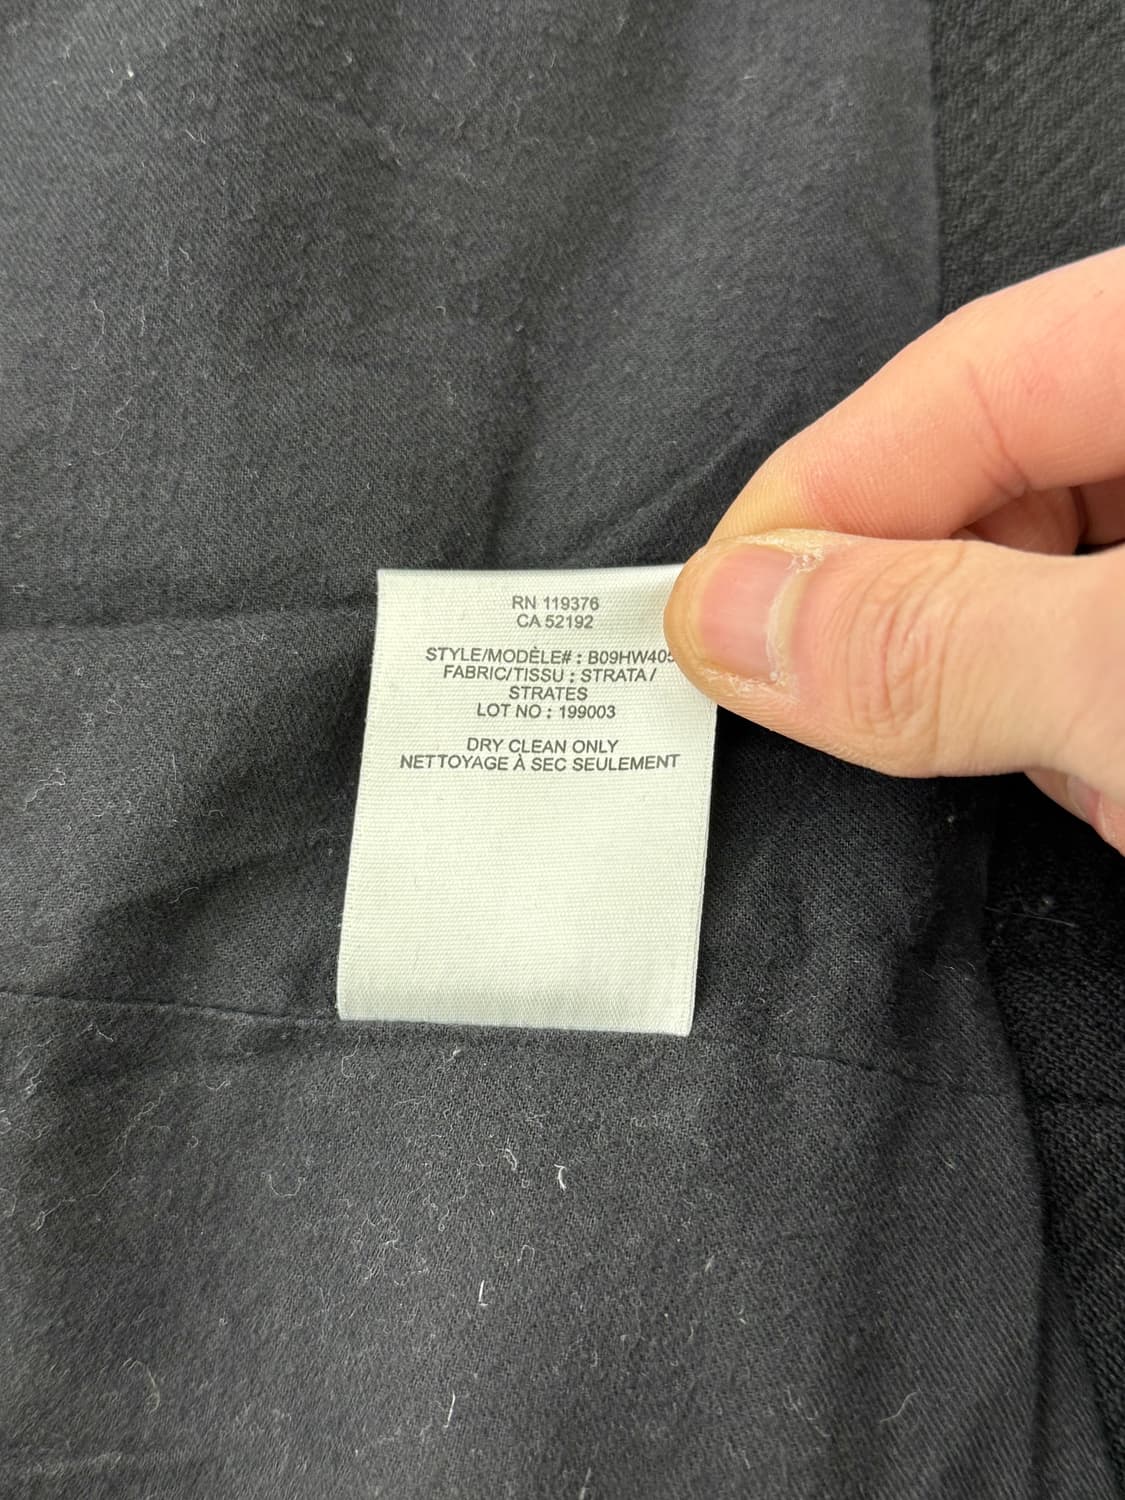 RN 119376
CA 52192
STYLE/MODÈLE# : B09HW405
FABRIC/TISSU : STRATA /
STRATES
LOT NO : 199003
DRY CLEAN ONLY
NETTOYAGE À SEC SEULEMENT